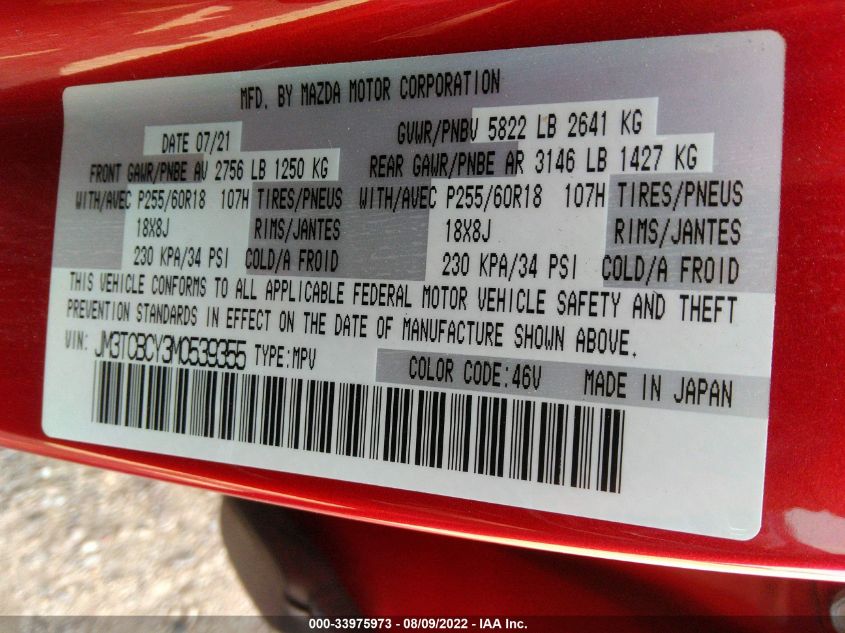 MFD. BY MAZDA MOTOR CORPORATION
DATE 07/21 GVWR/PNBV 5822 LB 2641 KG
FRONT GAWR/PNBE AV 2756 LB 1250 KG REAR GAWR/PNBE AR 3146 LB 1427 KG
WITH/AVEC P255/60R18 107H TIRES/PNEUS WITH/AVEC P255/60R18 107H TIRES/PNEUS
18X8J RIMS/JANTES 18X8J RIMS/JANTES
230 KPA/34 PSI COLD/A FROID 230 KPA/34 PSI COLD/A FROID
THIS VEHICLE CONFORMS TO ALL APPLICABLE FEDERAL MOTOR VEHICLE SAFETY AND THEFT
PREVENTION STANDARDS IN EFFECT ON THE DATE OF MANUFACTURE SHOWN ABOVE.
VIN: JM3TCBCY3M0539355 TYPE:MPV COLOR CODE:46V MADE IN JAPAN
000-33975973 - 08/09/2022 - IAA Inc.